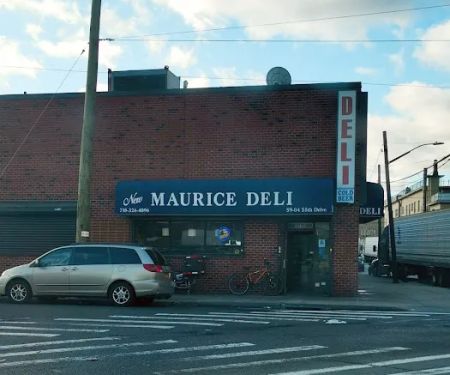 New
MAURICE DELI
718-326-4096
59-04 55th Drive
DELI
COLD
BEER
DELI